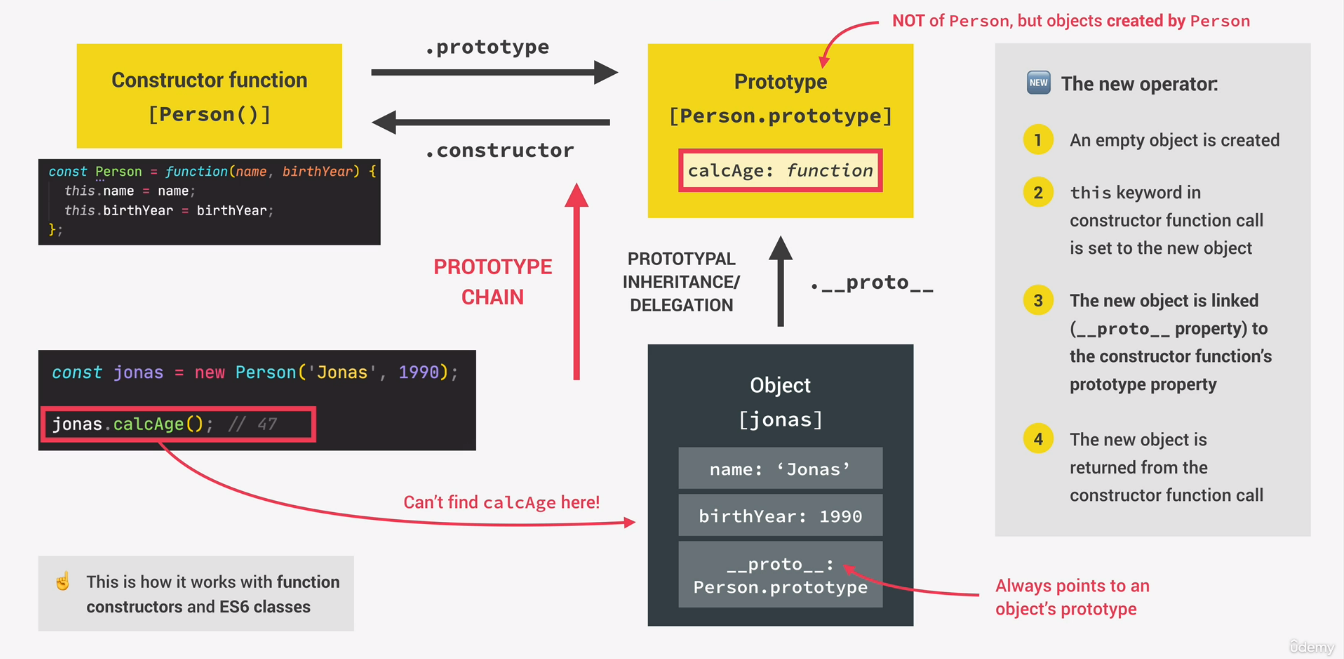 NOT of Person, but objects created by Person
Constructor function
[Person()]
.prototype
.constructor
Prototype
[Person.prototype]
calcAge: function
const Person = function(name, birthYear) {
this.name = name;
this.birthYear = birthYear;
};
PROTOTYPE
CHAIN
PROTOTYPAL
INHERITANCE/
DELEGATION
.__proto__
const jonas = new Person('Jonas', 1990);
jonas.calcAge(); // 47
Can't find calcAge here!
Object
[jonas]
name: ‘Jonas’
birthYear: 1990
__proto__:
Person.prototype
Always points to an
object's prototype
☝️ This is how it works with function
constructors and ES6 classes
NEW The new operator:
1 An empty object is created
2 this keyword in
constructor function call
is set to the new object
3 The new object is linked
(__proto__ property) to
the constructor function's
prototype property
4 The new object is
returned from the
constructor function call
ûdemy